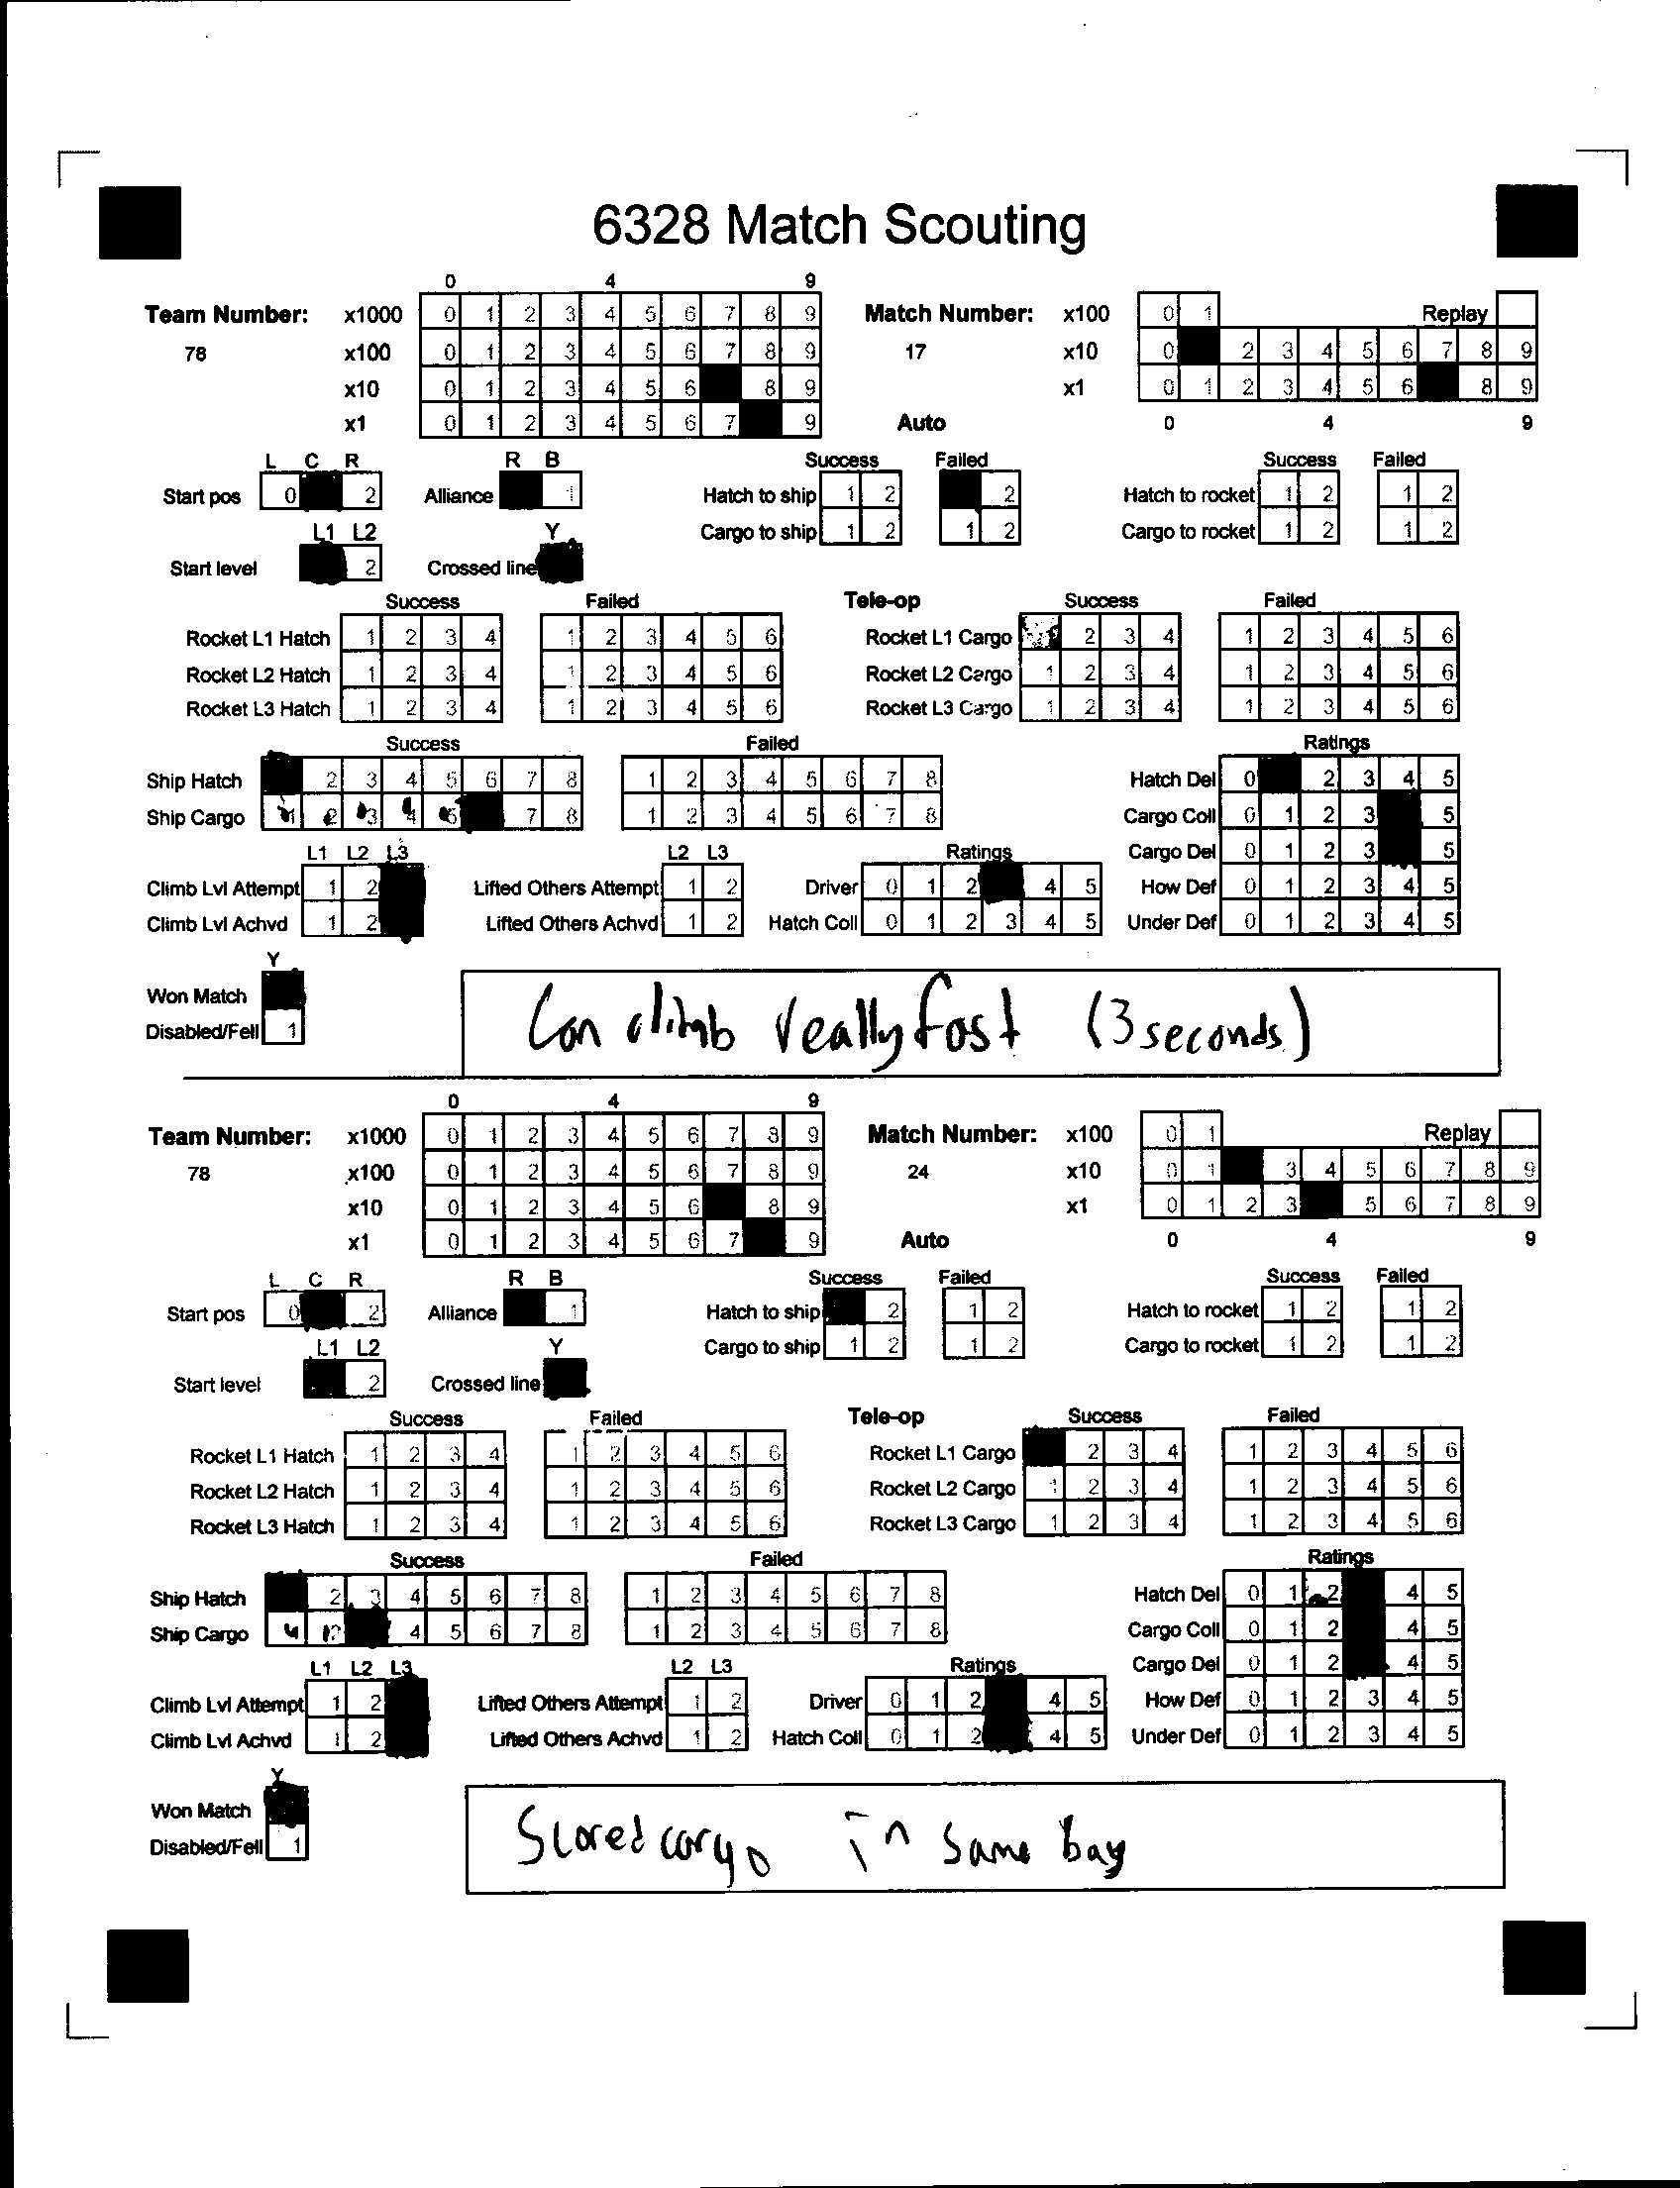 6328 Match Scouting
0 4 9
Team Number: x1000 0 1 2 3 4 5 6 7 8 9 Match Number: x100 0 1 Replay
78 x100 0 1 2 3 4 5 6 7 8 9 17 x10 0 2 3 4 5 6 7 8 9
x10 0 1 2 3 4 5 6 8 9 x1 0 1 2 3 4 5 6 8 9
x1 0 1 2 3 4 5 6 7 9 Auto 0 4 9
L C R R B Success Failed Success Failed
Start pos 0 2 Alliance 1 Hatch to ship 1 2 2 Hatch to rocket 1 2 1 2
L1 L2 Y Cargo to ship 1 2 1 2 Cargo to rocket 1 2 1 2
Start level 2 Crossed line
Success Failed Tele-op Success Failed
Rocket L1 Hatch 1 2 3 4 1 2 3 4 5 6 Rocket L1 Cargo 2 3 4 1 2 3 4 5 6
Rocket L2 Hatch 1 2 3 4 1 2 3 4 5 6 Rocket L2 Cargo 1 2 3 4 1 2 3 4 5 6
Rocket L3 Hatch 1 2 3 4 1 2 3 4 5 6 Rocket L3 Cargo 1 2 3 4 1 2 3 4 5 6
Success Failed Ratings
Ship Hatch 2 3 4 5 6 7 8 1 2 3 4 5 6 7 8 Hatch Del 0 2 3 4 5
Ship Cargo 1 2 3 4 5 7 8 1 2 3 4 5 6 7 8 Cargo Coll 0 1 2 3 5
L1 L2 L3 L2 L3 Ratings Cargo Del 0 1 2 3 5
Climb Lvl Attempt 1 2 Lifted Others Attempt 1 2 Driver 0 1 2 4 5 How Def 0 1 2 3 4 5
Climb Lvl Achvd 1 2 Lifted Others Achvd 1 2 Hatch Coll 0 1 2 3 4 5 Under Def 0 1 2 3 4 5
Y
Won Match
Disabled/Fell 1
Can climb really fast (3 seconds)
0 4 9
Team Number: x1000 0 1 2 3 4 5 6 7 8 9 Match Number: x100 0 1 Replay
78 x100 0 1 2 3 4 5 6 7 8 9 24 x10 0 1 3 4 5 6 7 8 9
x10 0 1 2 3 4 5 6 8 9 x1 0 1 2 3 5 6 7 8 9
x1 0 1 2 3 4 5 6 7 9 Auto 0 4 9
L C R R B Success Failed Success Failed
Start pos 0 2 Alliance 1 Hatch to ship 2 1 2 Hatch to rocket 1 2 1 2
L1 L2 Y Cargo to ship 1 2 1 2 Cargo to rocket 1 2 1 2
Start level 2 Crossed line
Success Failed Tele-op Success Failed
Rocket L1 Hatch 1 2 3 4 1 2 3 4 5 6 Rocket L1 Cargo 2 3 4 1 2 3 4 5 6
Rocket L2 Hatch 1 2 3 4 1 2 3 4 5 6 Rocket L2 Cargo 1 2 3 4 1 2 3 4 5 6
Rocket L3 Hatch 1 2 3 4 1 2 3 4 5 6 Rocket L3 Cargo 1 2 3 4 1 2 3 4 5 6
Success Failed Ratings
Ship Hatch 2 3 4 5 6 7 8 1 2 3 4 5 6 7 8 Hatch Del 0 1 2 4 5
Ship Cargo 1 2 4 5 6 7 8 1 2 3 4 5 6 7 8 Cargo Coll 0 1 2 4 5
L1 L2 L3 L2 L3 Ratings Cargo Del 0 1 2 4 5
Climb Lvl Attempt 1 2 Lifted Others Attempt 1 2 Driver 0 1 2 4 5 How Def 0 1 2 3 4 5
Climb Lvl Achvd 1 2 Lifted Others Achvd 1 2 Hatch Coll 0 1 2 4 5 Under Def 0 1 2 3 4 5
Y
Won Match
Disabled/Fell 1
Scored cargo in same bay